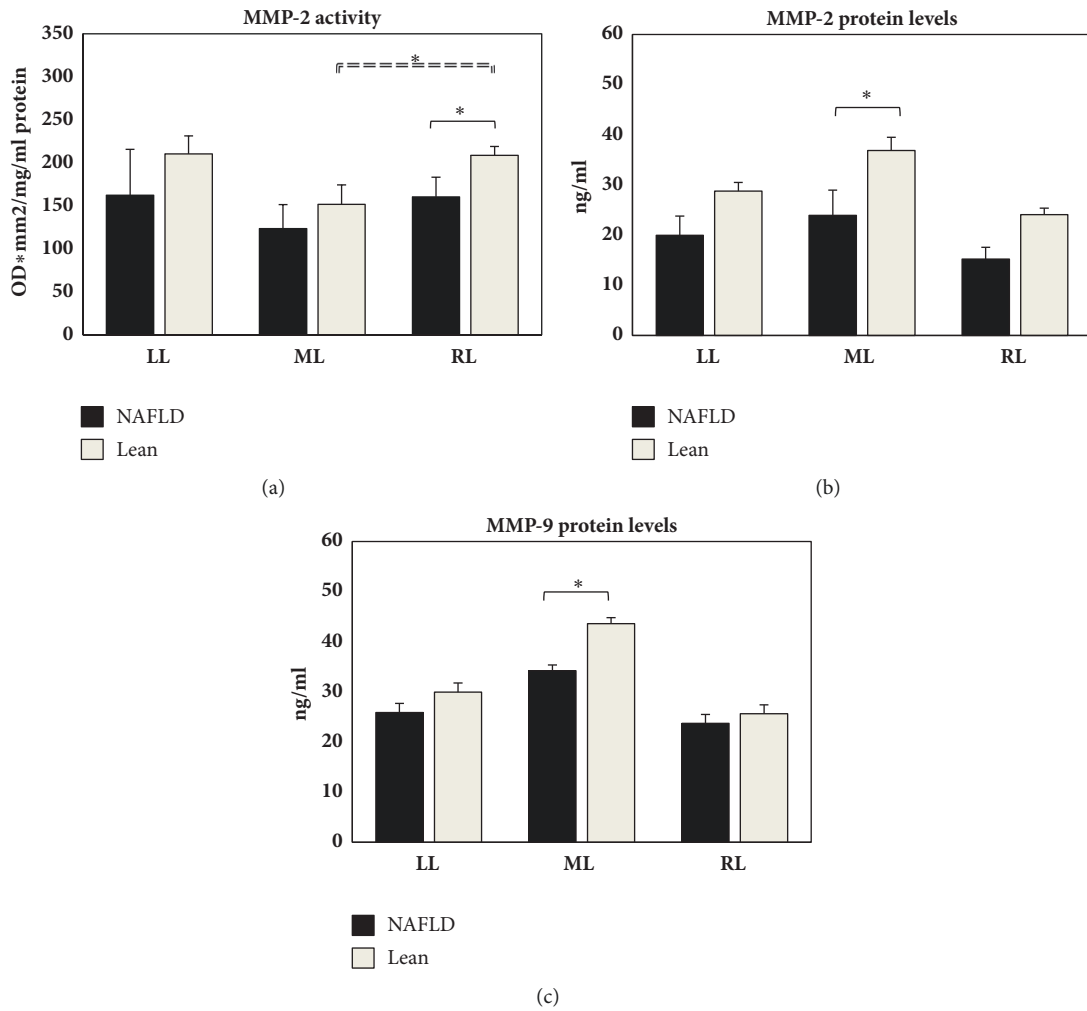 MMP-2 activity
OD*mm2/mg/ml protein
350
300
250
200
150
100
50
0
*
*
LL ML RL
NAFLD
Lean
(a)
MMP-2 protein levels
ng/ml
60
50
40
30
20
10
0
*
LL ML RL
NAFLD
Lean
(b)
MMP-9 protein levels
ng/ml
60
50
40
30
20
10
0
*
LL ML RL
NAFLD
Lean
(c)